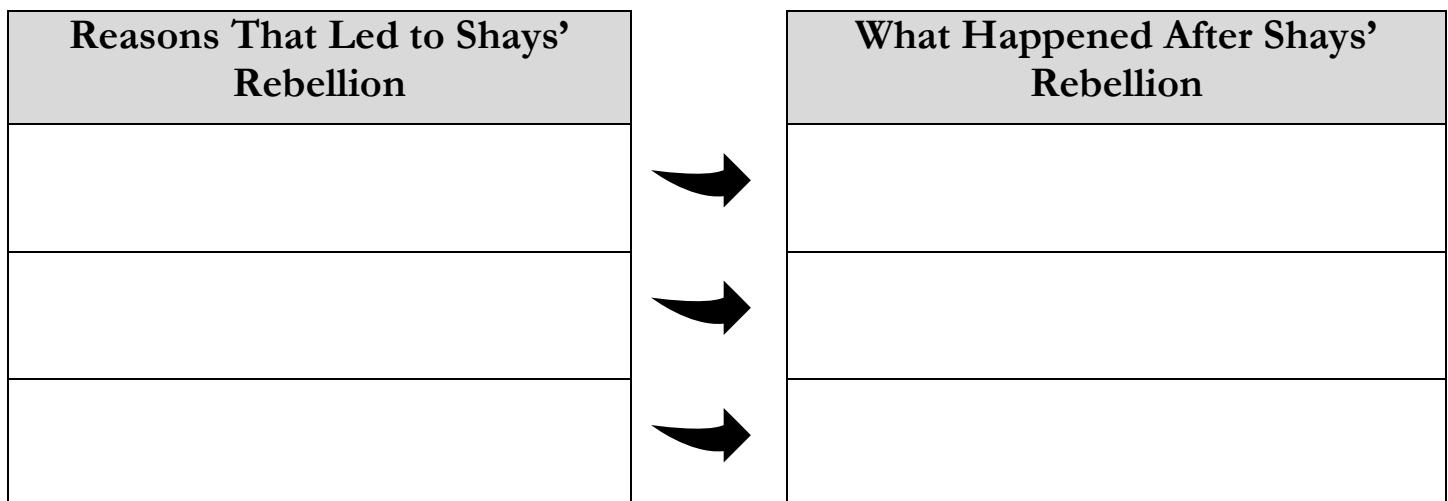 Reasons That Led to Shays’
Rebellion
What Happened After Shays’
Rebellion